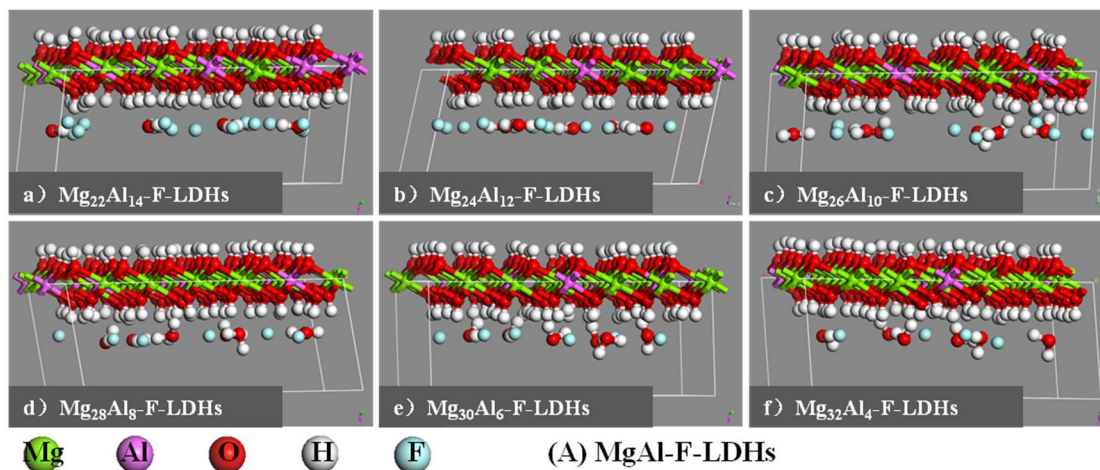 a）Mg₂₂Al₁₄-F-LDHs
b）Mg₂₄Al₁₂-F-LDHs
c）Mg₂₆Al₁₀-F-LDHs
d）Mg₂₈Al₈-F-LDHs
e）Mg₃₀Al₆-F-LDHs
f）Mg₃₂Al₄-F-LDHs
Mg Al O H F (A) MgAl-F-LDHs